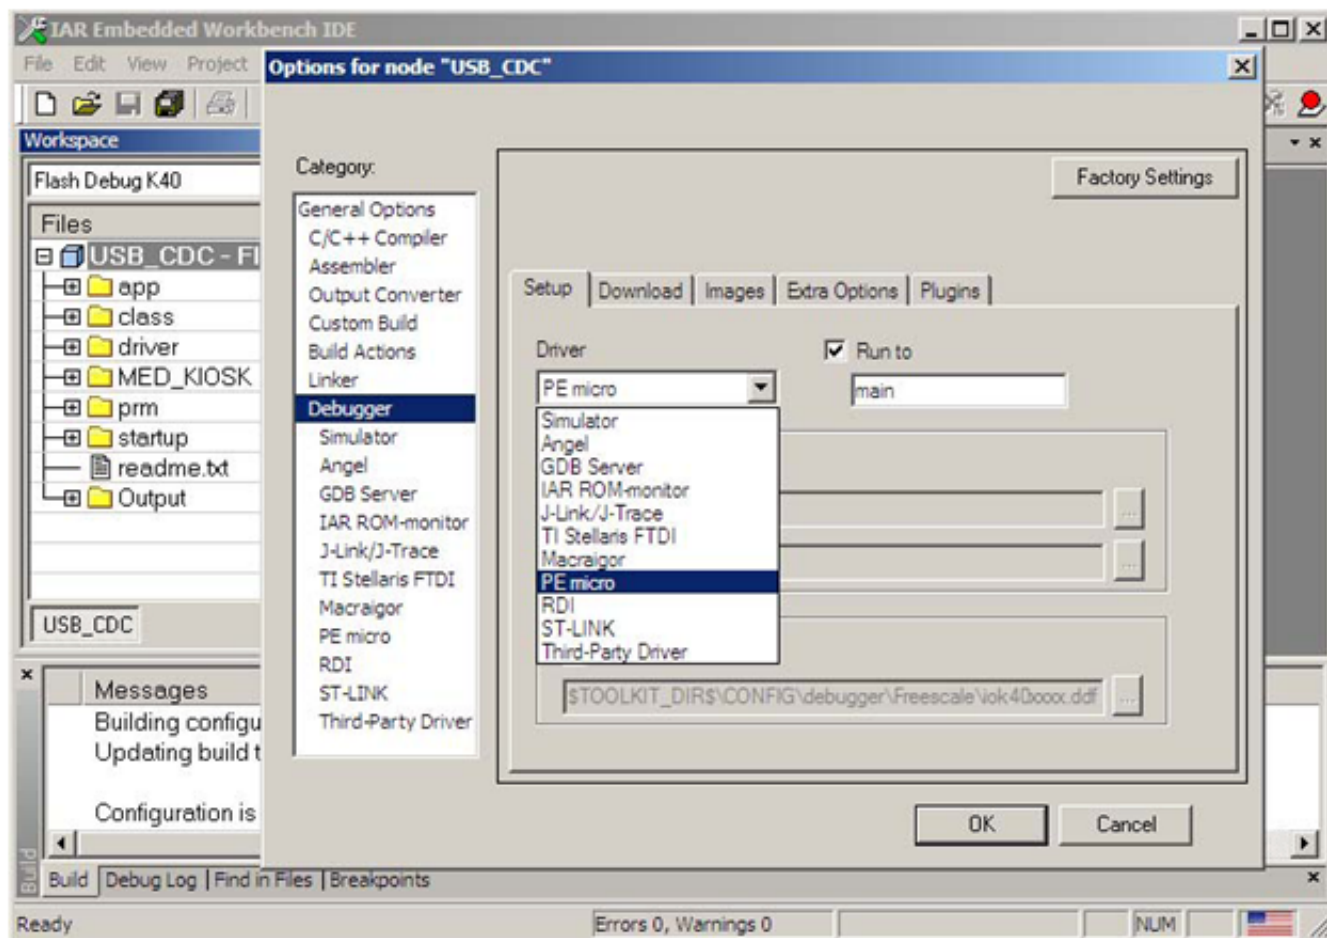 IAR Embedded Workbench IDE
File Edit View Project
Options for node "USB_CDC"
Workspace
Flash Debug K40
Files
USB_CDC - Fl
app
class
driver
MED_KIOSK
prm
startup
readme.txt
Output
USB_CDC
Category:
General Options
C/C++ Compiler
Assembler
Output Converter
Custom Build
Build Actions
Linker
Debugger
Simulator
Angel
GDB Server
IAR ROM-monitor
J-Link/J-Trace
TI Stellaris FTDI
Macraigor
PE micro
RDI
ST-LINK
Third-Party Driver
Factory Settings
Setup Download Images Extra Options Plugins
Driver
Run to
PE micro
main
Simulator
Angel
GDB Server
IAR ROM-monitor
J-Link/J-Trace
TI Stellaris FTDI
Macraigor
PE micro
RDI
ST-LINK
Third-Party Driver
...
...
$TOOLKIT_DIR$\CONFIG\debugger\Freescale\iok40xxxx.ddf ...
OK Cancel
Messages
Building configu
Updating build t
Configuration is
Build
Build Debug Log Find in Files Breakpoints
Ready Errors 0, Warnings 0 NUM